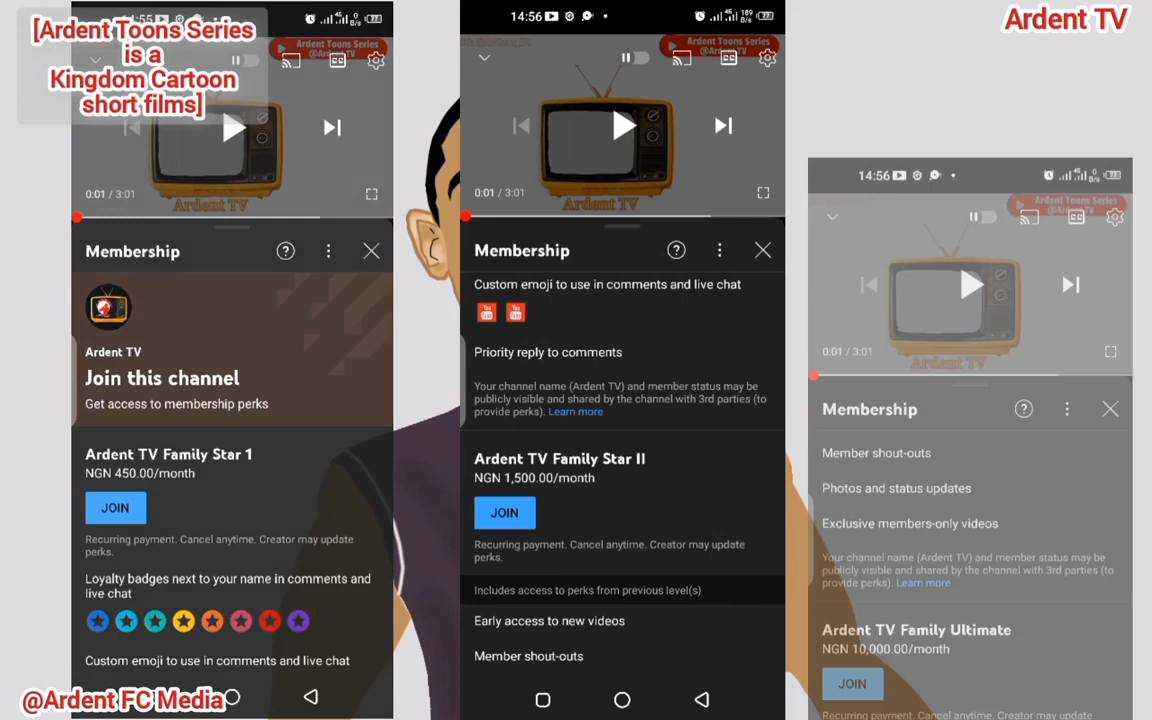 [Ardent Toons Series
is a
Kingdom Cartoon
short films]
Ardent TV
Ardent Toons Series
@Ardent TV
0:01 / 3:01
Ardent TV
Membership
Ardent TV
Join this channel
Get access to membership perks
Ardent TV Family Star 1
NGN 450.00/month
JOIN
Recurring payment. Cancel anytime. Creator may update
perks.
Loyalty badges next to your name in comments and
live chat
Custom emoji to use in comments and live chat
@Ardent FC Media
14:56
Ardent Toons Series
@Ardent TV
CC
0:01 / 3:01
Ardent TV
Membership
Custom emoji to use in comments and live chat
Priority reply to comments
Your channel name (Ardent TV) and member status may be
publicly visible and shared by the channel with 3rd parties (to
provide perks). Learn more
Ardent TV Family Star II
NGN 1,500.00/month
JOIN
Recurring payment. Cancel anytime. Creator may update
perks.
Includes access to perks from previous level(s)
Early access to new videos
Member shout-outs
14:56
Ardent Toons Series
@Ardent TV
CC
0:01 / 3:01
Ardent TV
Membership
Member shout-outs
Photos and status updates
Exclusive members-only videos
Your channel name (Ardent TV) and member status may be
publicly visible and shared by the channel with 3rd parties (to
provide perks). Learn more
Ardent TV Family Ultimate
NGN 10,000.00/month
JOIN
Recurring payment. Cancel anytime. Creator may update